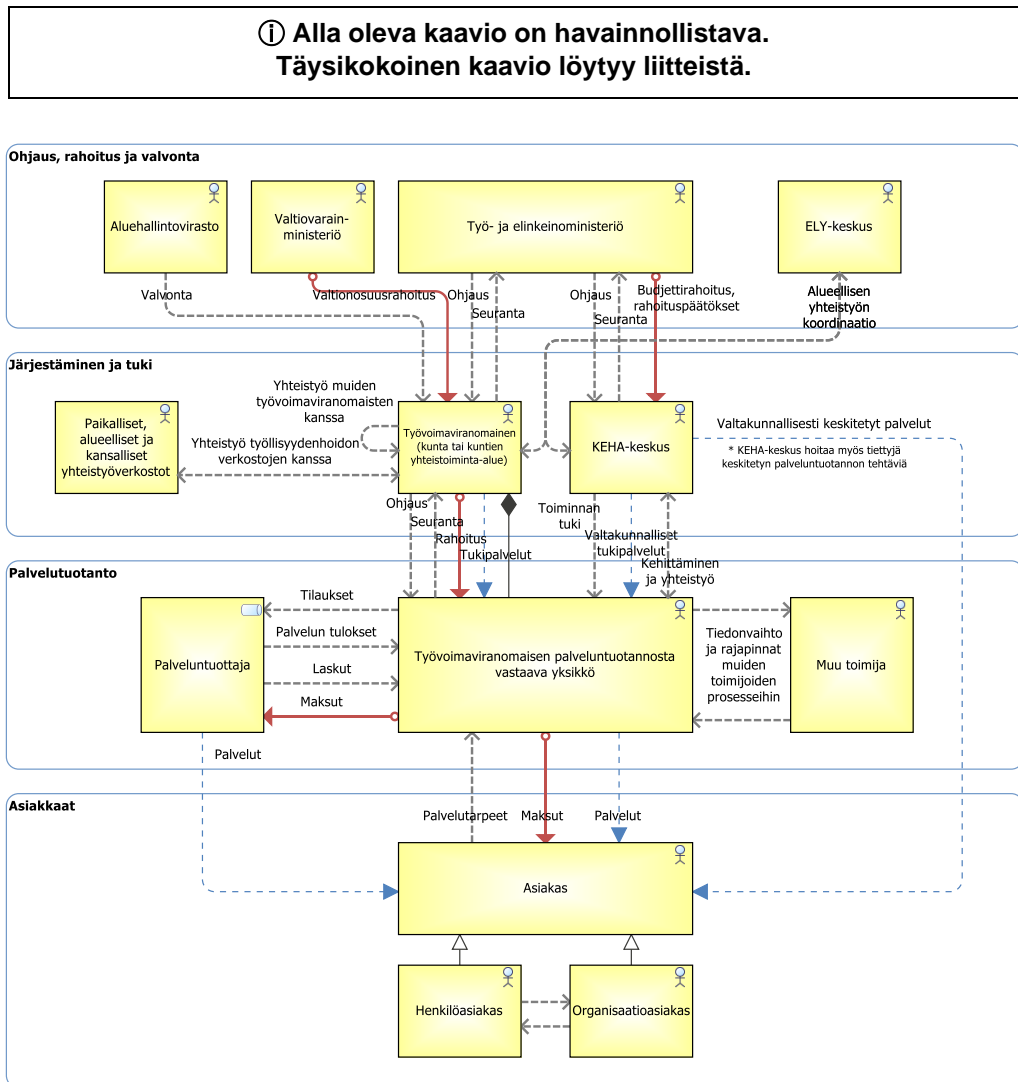 ⓘ Alla oleva kaavio on havainnollistava.
Täysikokoinen kaavio löytyy liitteistä.
Ohjaus, rahoitus ja valvonta
Aluehallintovirasto
Valtiovarain-
ministeriö
Työ- ja elinkeinoministeriö
ELY-keskus
Valvonta
Valtionosuusrahoitus
Ohjaus
Seuranta
Ohjaus
Seuranta
Budjettirahoitus,
rahoituspäätökset
Alueellisen
yhteistyön
koordinaatio
Järjestäminen ja tuki
Paikalliset,
alueelliset ja
kansalliset
yhteistyöverkostot
Yhteistyö muiden
työvoimaviranomaisten
kanssa
Yhteistyö työllisyydenhoidon
verkostojen kanssa
Työvoimaviranomainen
(kunta tai kuntien
yhteistoiminta-alue)
KEHA-keskus
Valtakunnallisesti keskitetyt palvelut
* KEHA-keskus hoitaa myös tiettyjä
keskitetyn palveluntuotannon tehtäviä
Ohjaus
Seuranta
Rahoitus
Tukipalvelut
Toiminnan
tuki
Valtakunnalliset
tukipalvelut
Kehittäminen
ja yhteistyö
Palvelutuotanto
Palveluntuottaja
Tilaukset
Palvelun tulokset
Laskut
Maksut
Työvoimaviranomaisen palveluntuotannosta
vastaava yksikkö
Tiedonvaihto
ja rajapinnat
muiden
toimijoiden
prosesseihin
Muu toimija
Palvelut
Asiakkaat
Palvelutarpeet
Maksut
Palvelut
Asiakas
Henkilöasiakas
Organisaatioasiakas